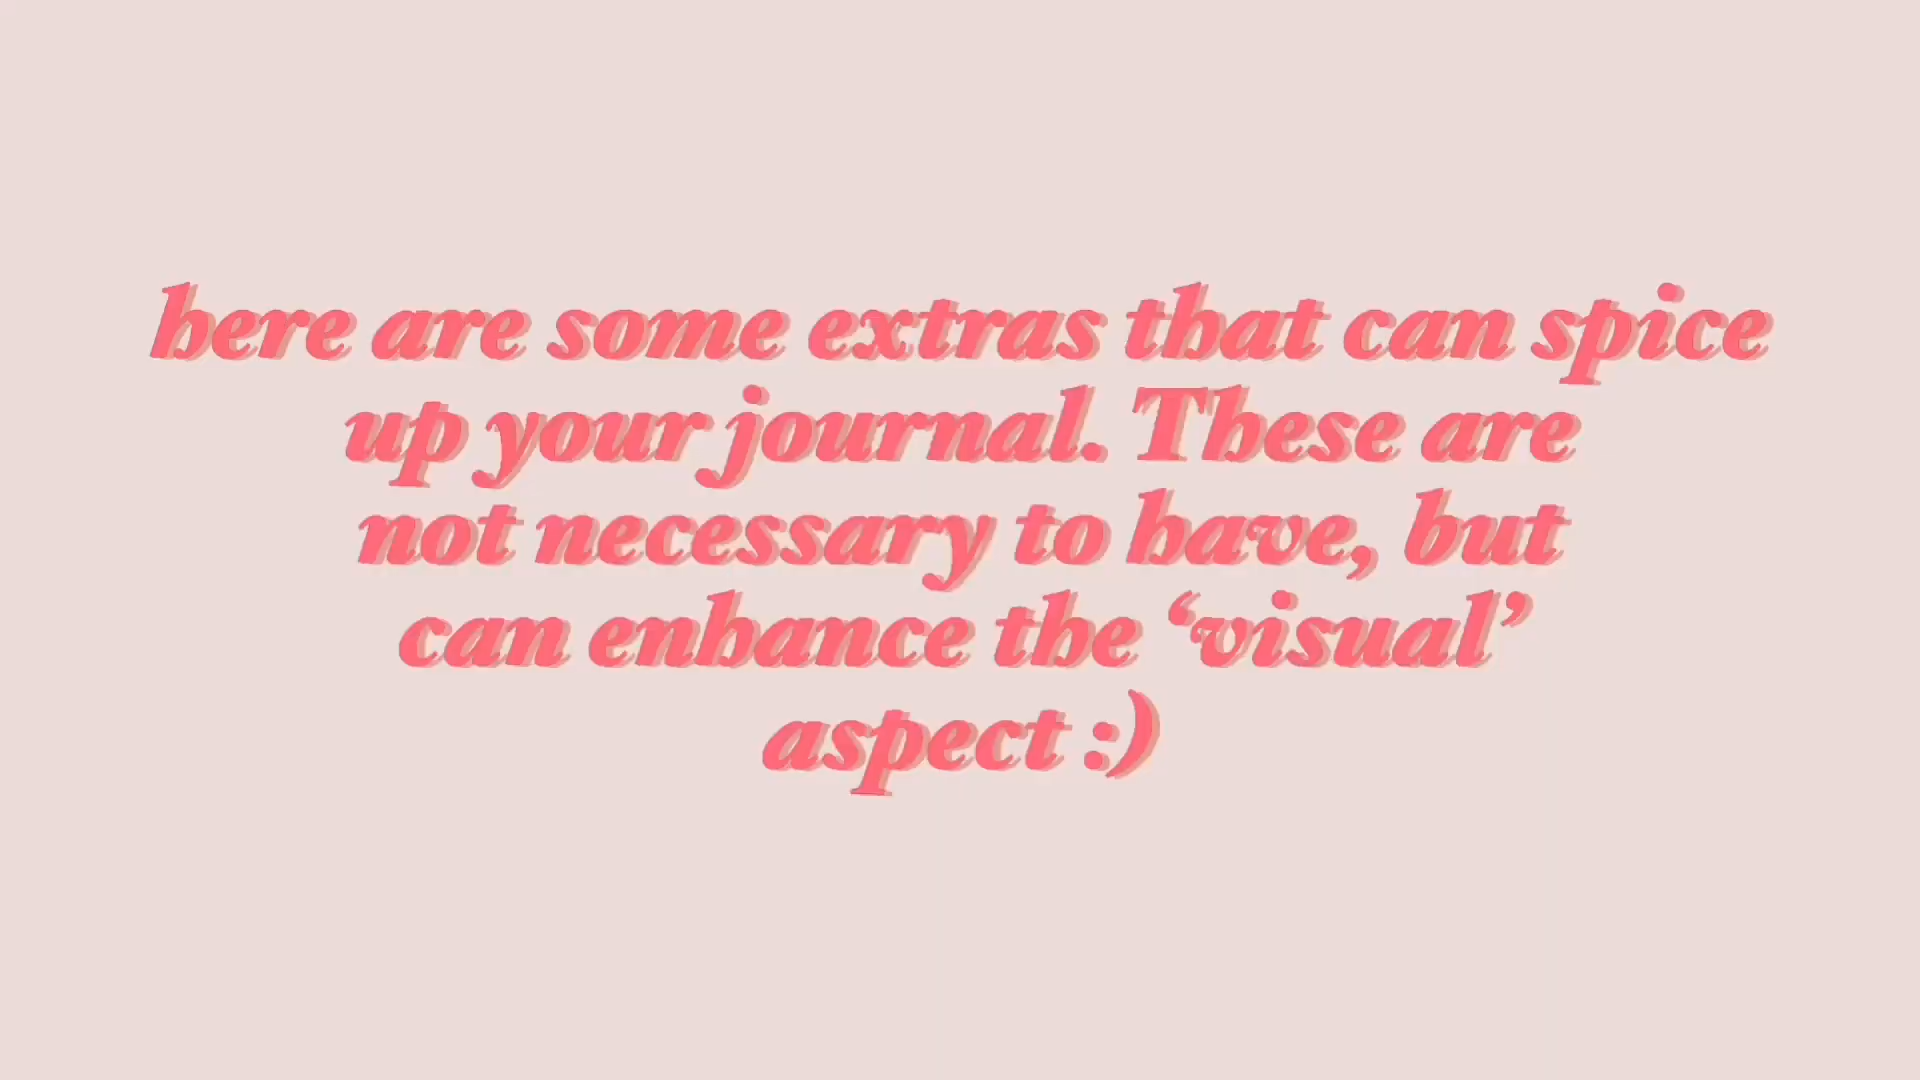 here are some extras that can spice
up your journal. These are
not necessary to have, but
can enhance the ‘visual’
aspect :)